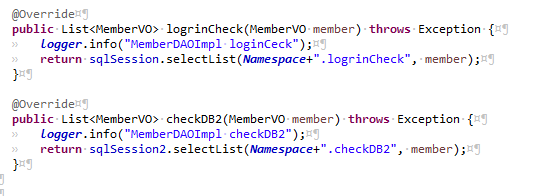 @Override¤¶
public List<MemberVO> logrinCheck(MemberVO member) throws Exception {¤¶
» logger.info("MemberDAOImpl loginCeck");¤¶
» return sqlSession.selectList(Namespace+".logrinCheck", member);¤¶
}¤¶
@Override¤¶
public List<MemberVO> checkDB2(MemberVO member) throws Exception {¤¶
» logger.info("MemberDAOImpl checkDB2");¤¶
» return sqlSession2.selectList(Namespace+".checkDB2", member);¤¶
}¤¶
¶
¶